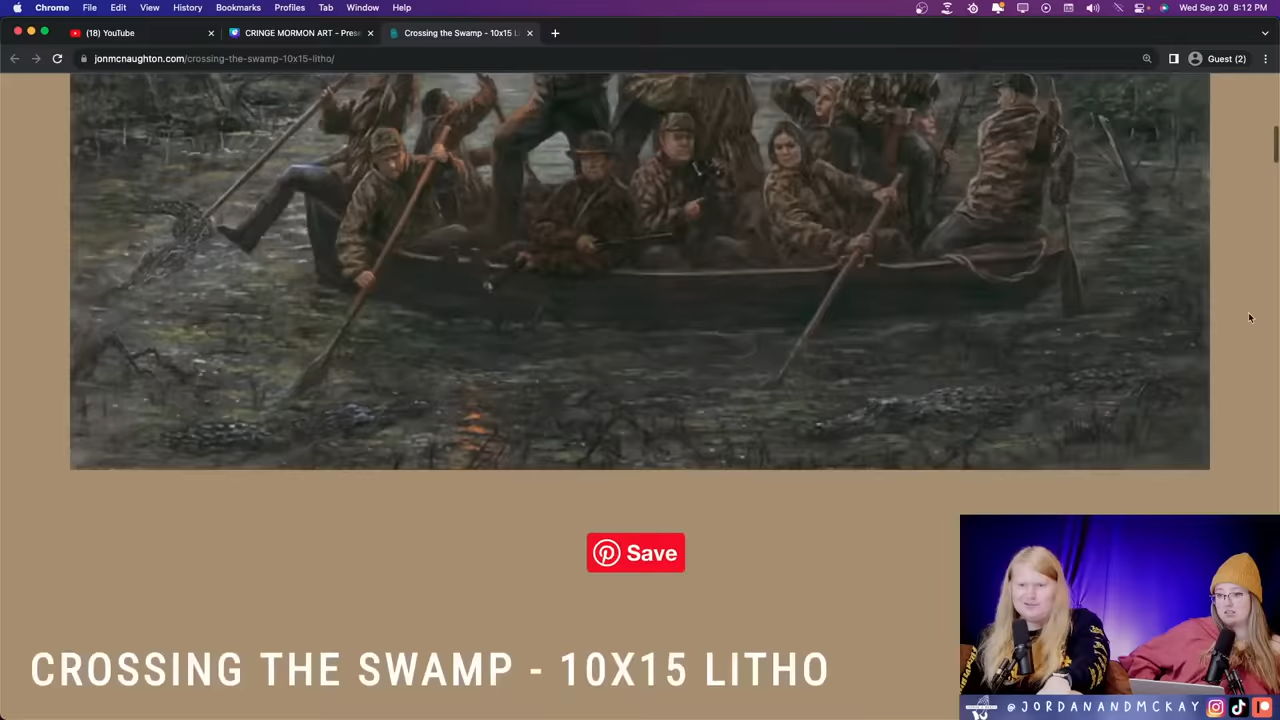 Chrome File Edit View History Bookmarks Profiles Tab Window Help Wed Sep 20 8:12 PM
(18) YouTube CRINGE MORMON ART - Prese Crossing the Swamp - 10x15 L
jonmcnaughton.com/crossing-the-swamp-10x15-litho/ Guest (2)
Save
CROSSING THE SWAMP - 10X15 LITHO
@JORDANANDMCKAY